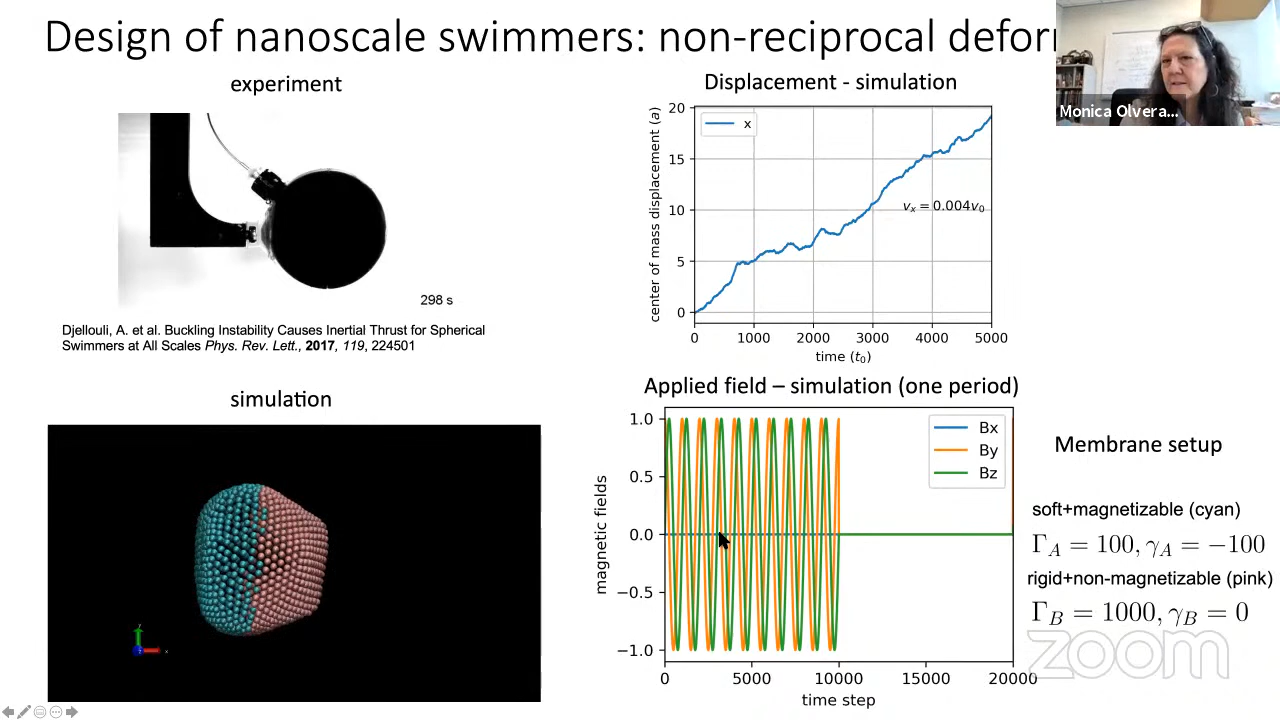 Design of nanoscale swimmers: non-reciprocal
Monica Olvera...
experiment
298 s
Djellouli, A. et al. Buckling Instability Causes Inertial Thrust for Spherical
Swimmers at All Scales Phys. Rev. Lett., 2017, 119, 224501
Displacement - simulation
center of mass displacement (a)
20
15
10
5
0
x
vₓ = 0.004v₀
0 1000 2000 3000 4000 5000
time (t₀)
simulation
y
x
Applied field – simulation (one period)
magnetic fields
1.0
0.5
0.0
−0.5
−1.0
Bx
By
Bz
0 5000 10000 15000 20000
time step
Membrane setup
soft+magnetizable (cyan)
Γ_A = 100, γ_A = −100
rigid+non-magnetizable (pink)
Γ_B = 1000, γ_B = 0
zoom